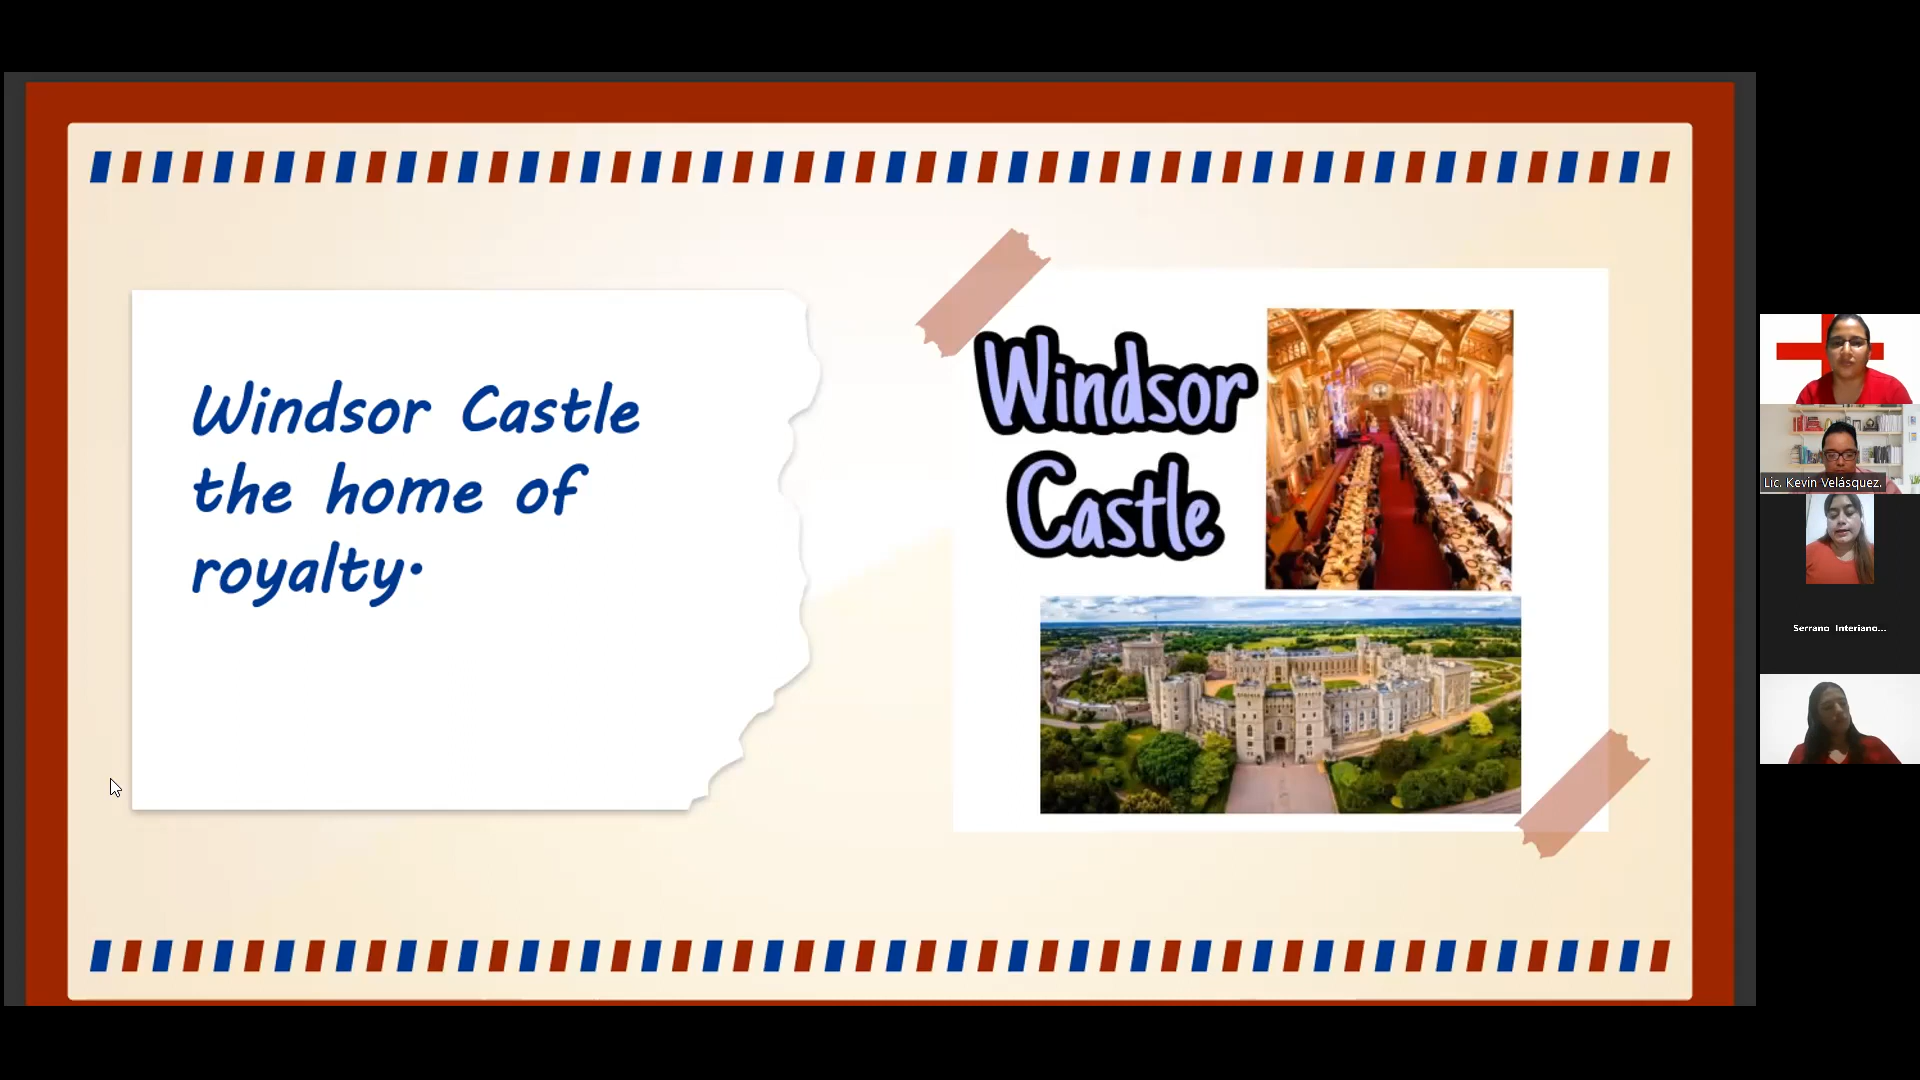 Windsor Castle
the home of
royalty.
Windsor
Castle
Lic. Kevin Velásquez.
Serrano Interiano...